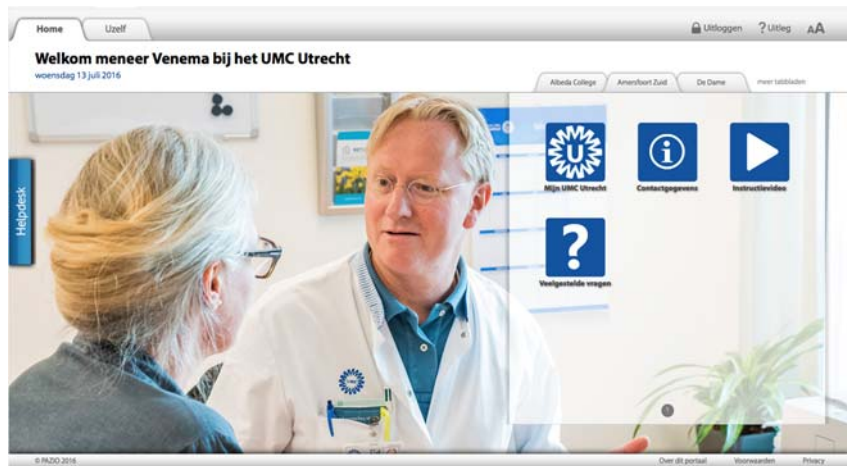 Home
Uzelf
Uitloggen
? Uitleg
AA
Welkom meneer Venema bij het UMC Utrecht
woensdag 13 juli 2016
Albeda College
Amersfoort Zuid
De Dame
meer tabbladen
Helpdesk
U
i
Mijn UMC Utrecht
Contactgegevens
Instructievideo
?
Veelgestelde vragen
UMC
1
© PAZIO 2016
Over dit portaal
Voorwaarden
Privacy